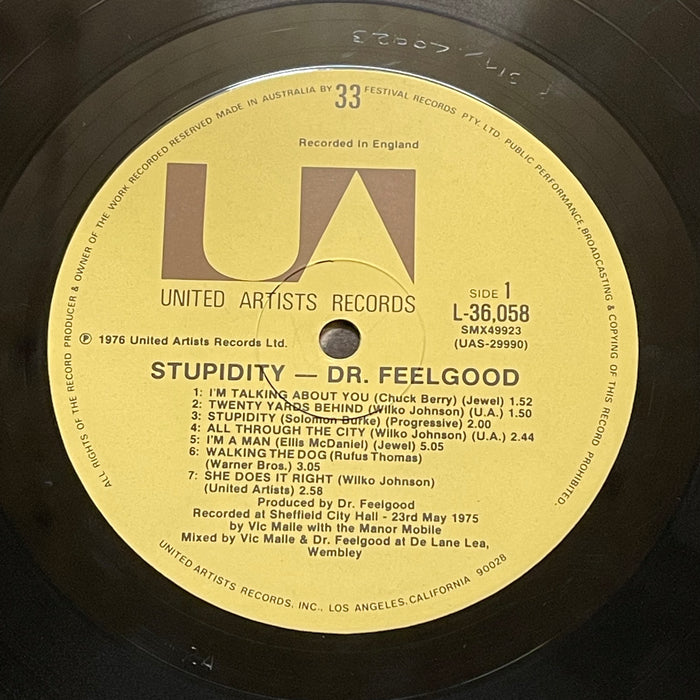 ALL RIGHTS OF THE RECORD PRODUCER & OWNER OF THE WORK RECORDED RESERVED MADE IN AUSTRALIA BY 33 FESTIVAL RECORDS PTY. LTD. PUBLIC PERFORMANCE, BROADCASTING & COPYING OF THIS RECORD PROHIBITED.
Recorded In England
UA
UNITED ARTISTS RECORDS
SIDE 1
L-36,058
SMX49923
(UAS-29990)
℗ 1976 United Artists Records Ltd.
STUPIDITY — DR. FEELGOOD
1: I'M TALKING ABOUT YOU (Chuck Berry) (Jewel) 1.52
2: TWENTY YARDS BEHIND (Wilko Johnson) (U.A.) 1.50
3: STUPIDITY (Solomon Burke) (Progressive) 2.00
4: ALL THROUGH THE CITY (Wilko Johnson) (U.A.) 2.44
5: I'M A MAN (Ellis McDaniel) (Jewel) 5.05
6: WALKING THE DOG (Rufus Thomas)
(Warner Bros.) 3.05
7: SHE DOES IT RIGHT (Wilko Johnson)
(United Artists) 2.58
Produced by Dr. Feelgood
Recorded at Sheffield City Hall - 23rd May 1975
by Vic Malle with the Manor Mobile
Mixed by Vic Malle & Dr. Feelgood at De Lane Lea,
Wembley
UNITED ARTISTS RECORDS, INC., LOS ANGELES, CALIFORNIA 90028